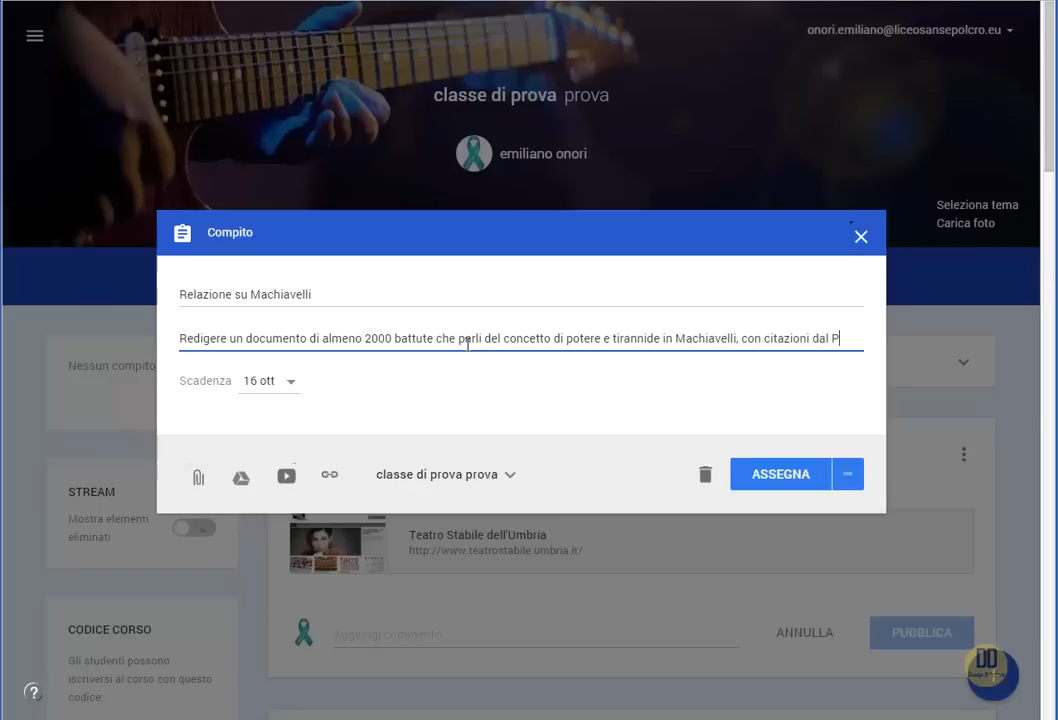 onori.emiliano@liceosansepolcro.eu
classe di prova prova
emiliano onori
Seleziona tema
Carica foto
Compito
Relazione su Machiavelli
Redigere un documento di almeno 2000 battute che parli del concetto di potere e tirannide in Machiavelli, con citazioni dal P
Scadenza 16 ott
Nessun compito
classe di prova prova
ASSEGNA
STREAM
Mostra elementi
eliminati
Teatro Stabile dell'Umbria
http://www.teatrostabile.umbria.it/
CODICE CORSO
Gli studenti possono
iscriversi al corso con questo
codice:
Aggiungi commento
ANNULLA
PUBBLICA
DD